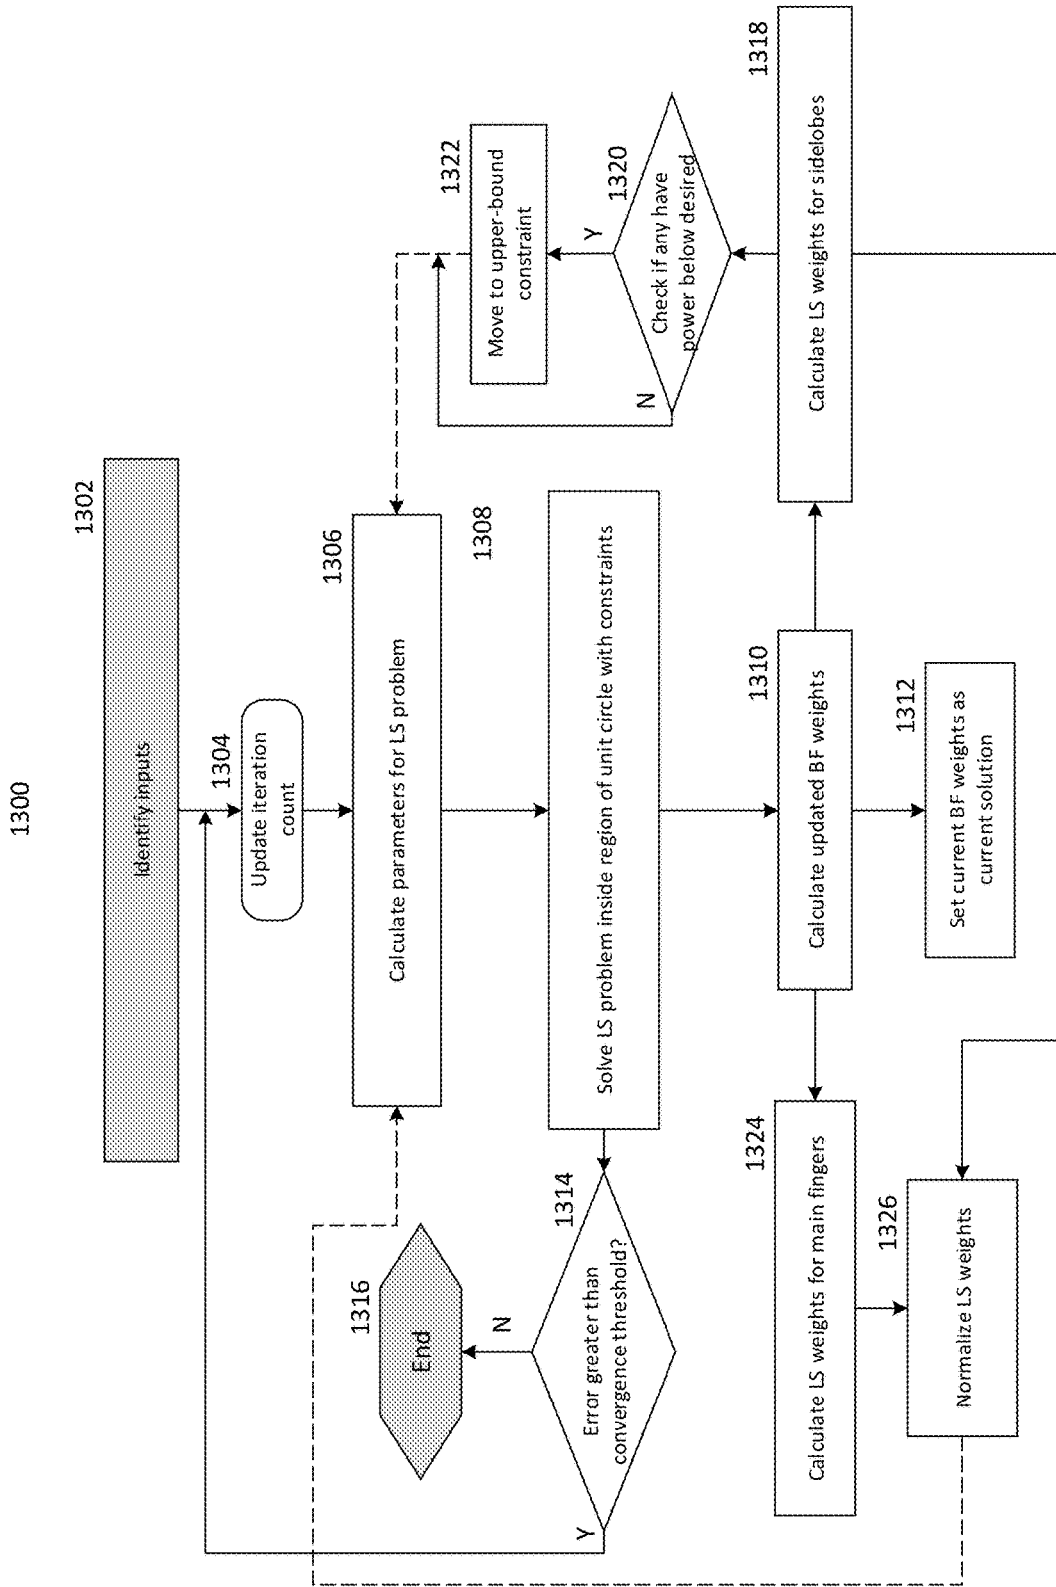 1300
1302
Identify inputs
1304
Update iteration
count
1306
Calculate parameters for LS problem
1308
Solve LS problem inside region of unit circle with constraints
1310
Calculate updated BF weights
1312
Set current BF weights as
current solution
1314
Error greater than
convergence threshold?
Y
N
1316
End
1318
Calculate LS weights for sidelobes
1320
Check if any have
power below desired
Y
N
1322
Move to upper-bound
constraint
1324
Calculate LS weights for main fingers
1326
Normalize LS weights